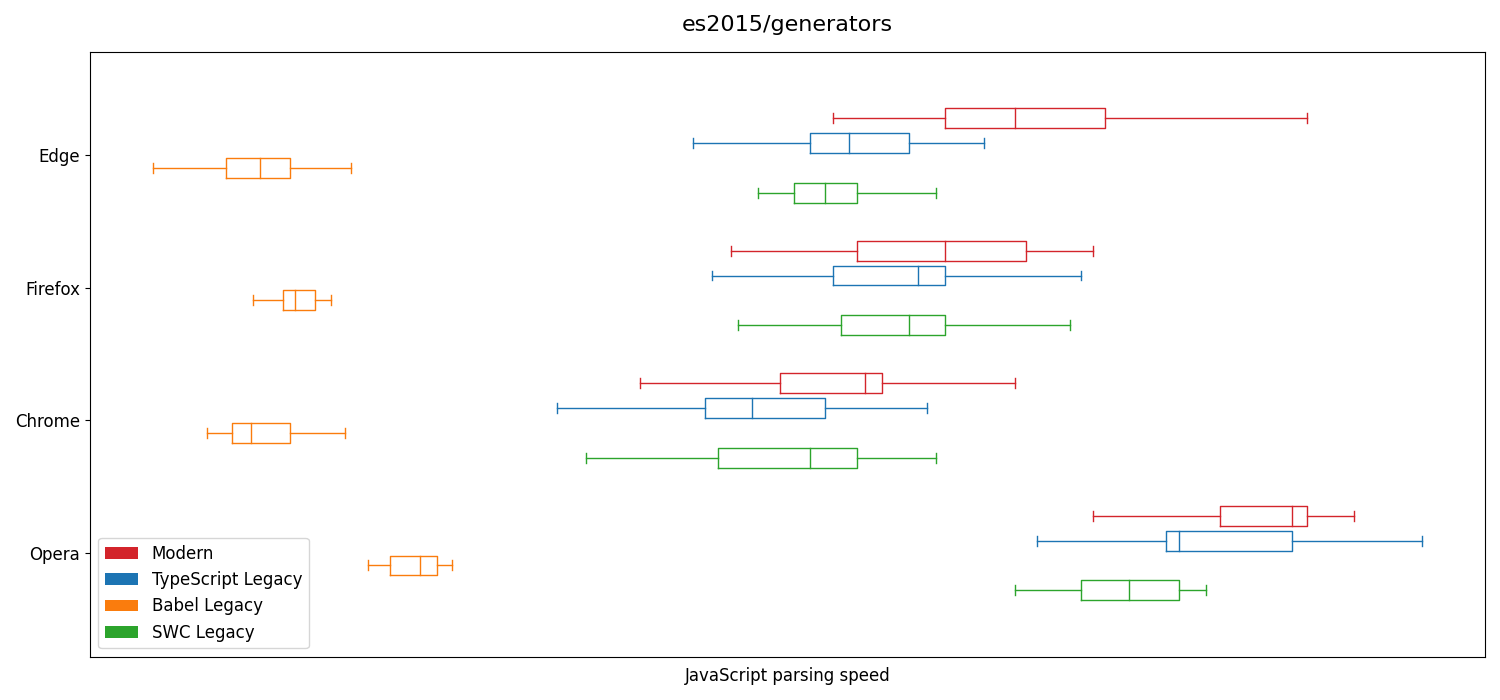 es2015/generators
Edge
Firefox
Chrome
Opera
Modern
TypeScript Legacy
Babel Legacy
SWC Legacy
JavaScript parsing speed